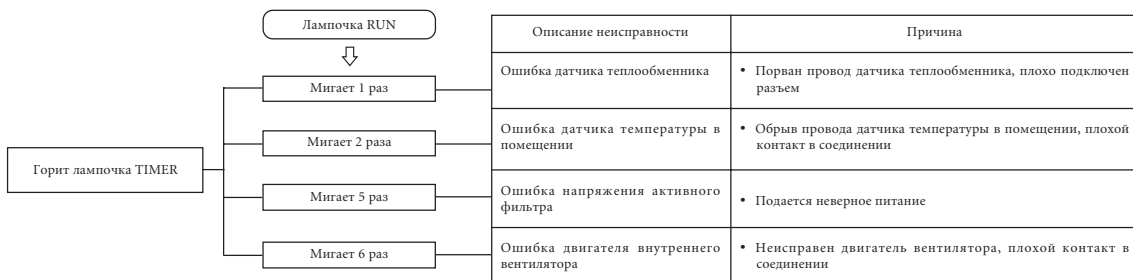 Лампочка RUN
Описание неисправности
Причина
Горит лампочка TIMER
Мигает 1 раз
Ошибка датчика теплообменника
• Порван провод датчика теплообменника, плохо подключен
разъем
Мигает 2 раза
Ошибка датчика температуры в
помещении
• Обрыв провода датчика температуры в помещении, плохой
контакт в соединении
Мигает 5 раз
Ошибка напряжения активного
фильтра
• Подается неверное питание
Мигает 6 раз
Ошибка двигателя внутреннего
вентилятора
• Неисправен двигатель вентилятора, плохой контакт в
соединении